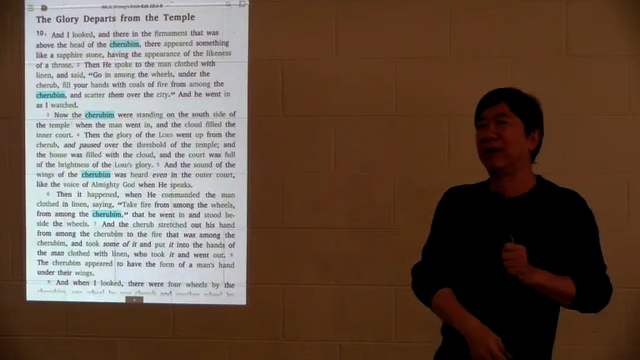 The Glory Departs from the Temple
10: And I looked, and there in the firmament that was
above the head of the cherubim, there appeared something
like a sapphire stone, having the appearance of the likeness
of a throne. 2 Then He spoke to the man clothed with
linen, and said, "Go in among the wheels, under the
cherub, fill your hands with coals of fire from among the
cherubim, and scatter them over the city." And he went in
as I watched.
3 Now the cherubim were standing on the south side of
the temple when the man went in, and the cloud filled the
inner court. 4 Then the glory of the LORD went up from the
cherub, and paused over the threshold of the temple; and
the house was filled with the cloud, and the court was full
of the brightness of the LORD's glory. 5 And the sound of the
wings of the cherubim was heard even in the outer court,
like the voice of Almighty God when He speaks.
6 Then it happened, when He commanded the man
clothed in linen, saying, "Take fire from among the wheels,
from among the cherubim," that he went in and stood be-
side the wheels. 7 And the cherub stretched out his hand
from among the cherubim to the fire that was among the
cherubim, and took some of it and put it into the hands of
the man clothed with linen, who took it and went out. 8
The cherubim appeared to have the form of a man's hand
under their wings.
9 And when I looked, there were four wheels by the